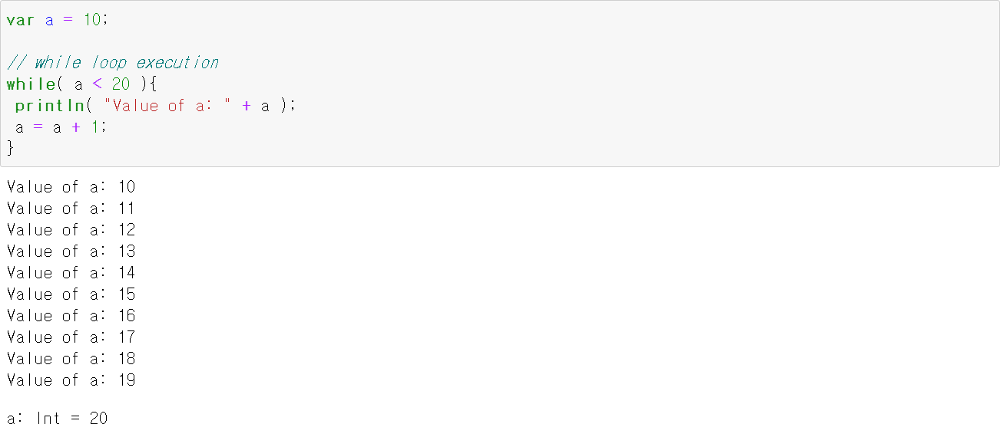 var a = 10;
// while loop execution
while( a < 20 ){
 println( "Value of a: " + a );
 a = a + 1;
}
Value of a: 10
Value of a: 11
Value of a: 12
Value of a: 13
Value of a: 14
Value of a: 15
Value of a: 16
Value of a: 17
Value of a: 18
Value of a: 19
a: Int = 20